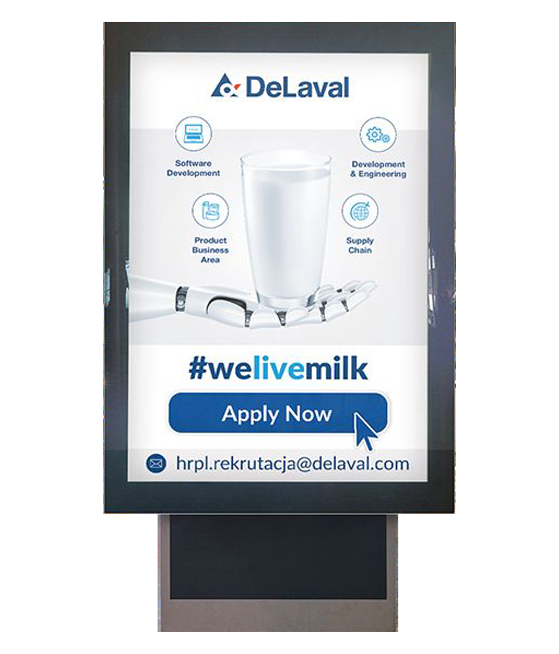 DeLaval
Software
Development
Development
& Engineering
Product
Business
Area
Supply
Chain
#welivemilk
Apply Now
hrpl.rekrutacja@delaval.com